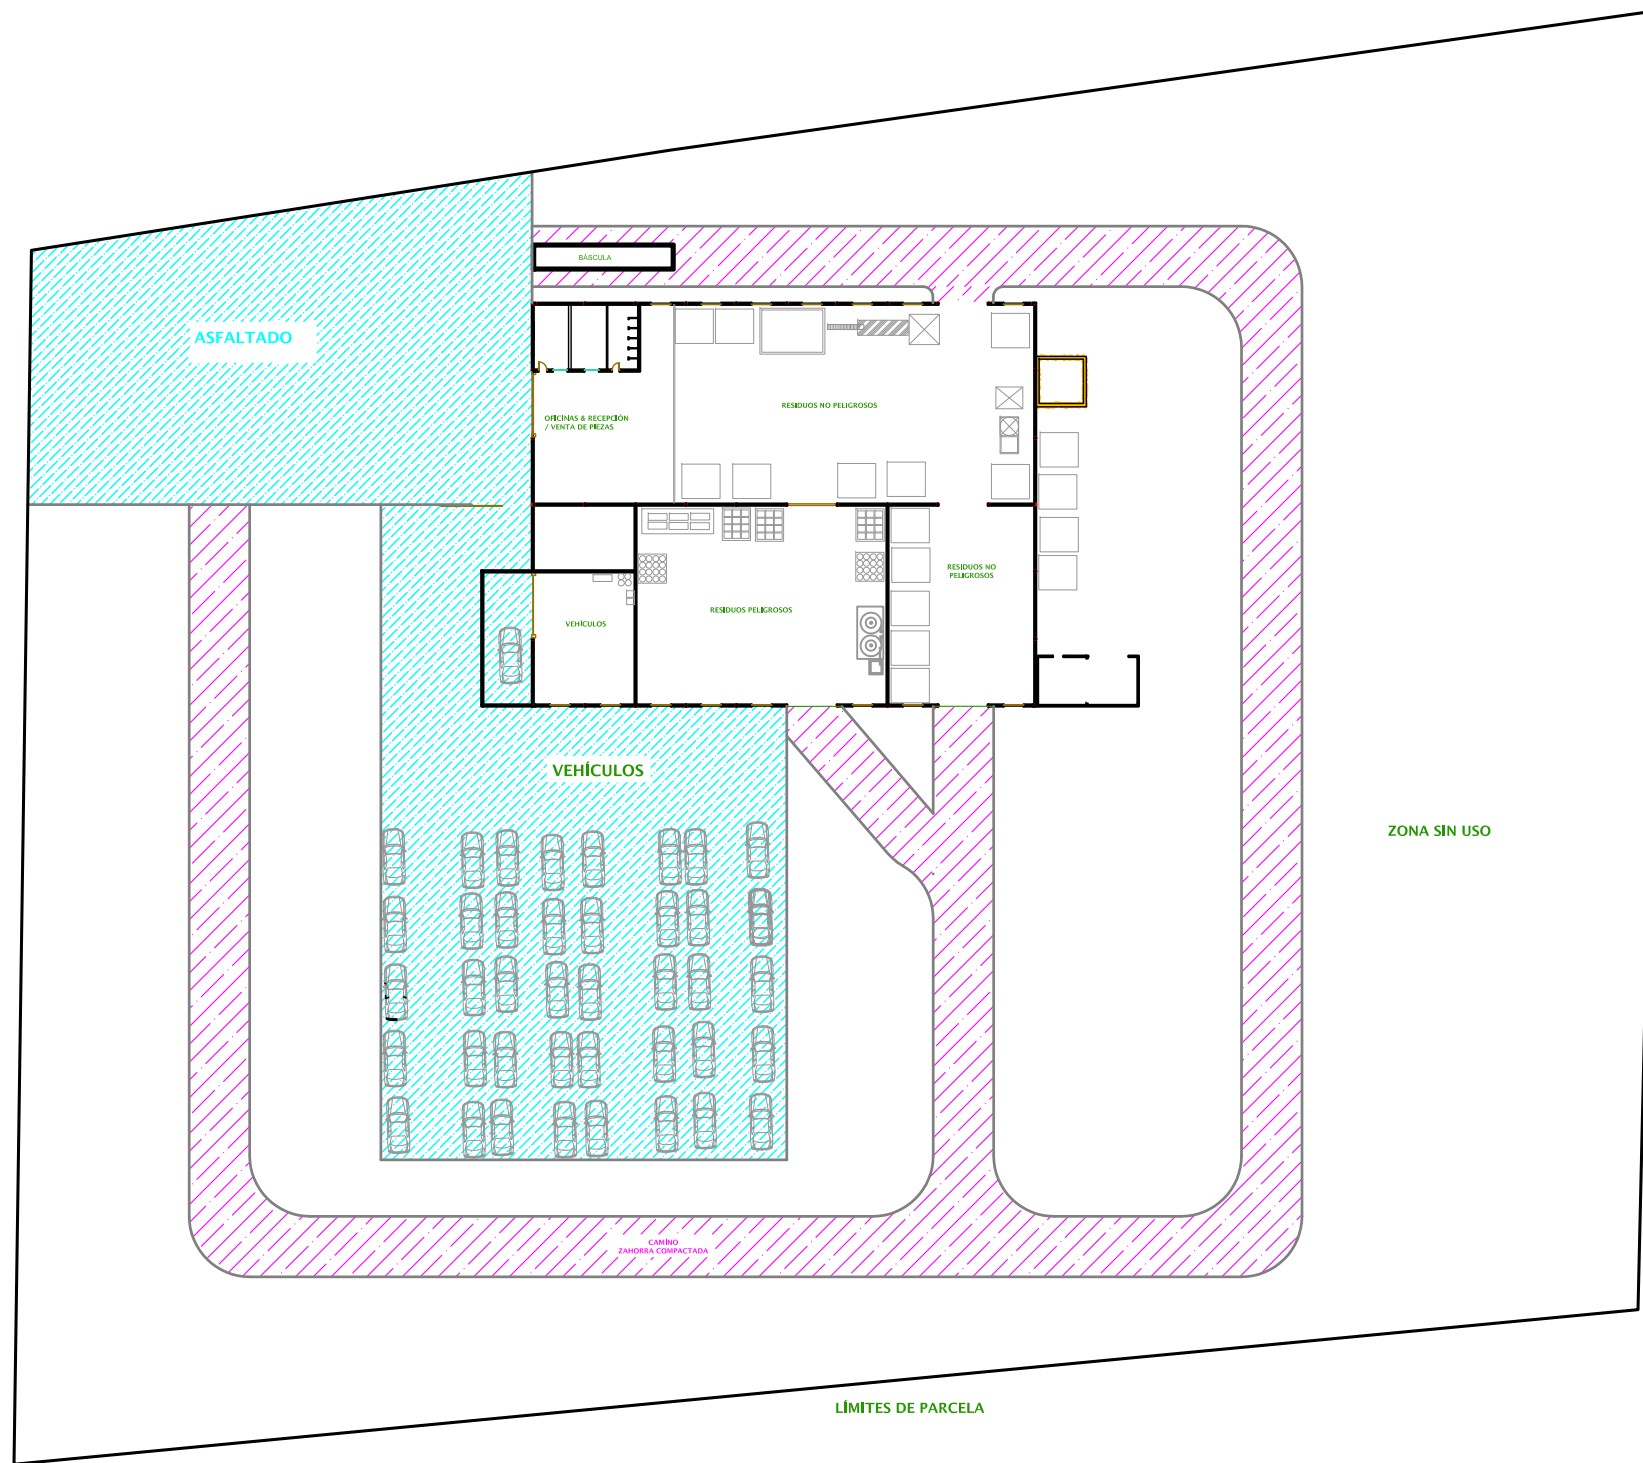 BÁSCULA
ASFALTADO
RESIDUOS NO PELIGROSOS
OFICINAS & RECEPCIÓN
/ VENTA DE PIEZAS
RESIDUOS NO
PELIGROSOS
RESIDUOS PELIGROSOS
VEHÍCULOS
VEHÍCULOS
ZONA SIN USO
CAMINO
ZAHORRA COMPACTADA
LÍMITES DE PARCELA